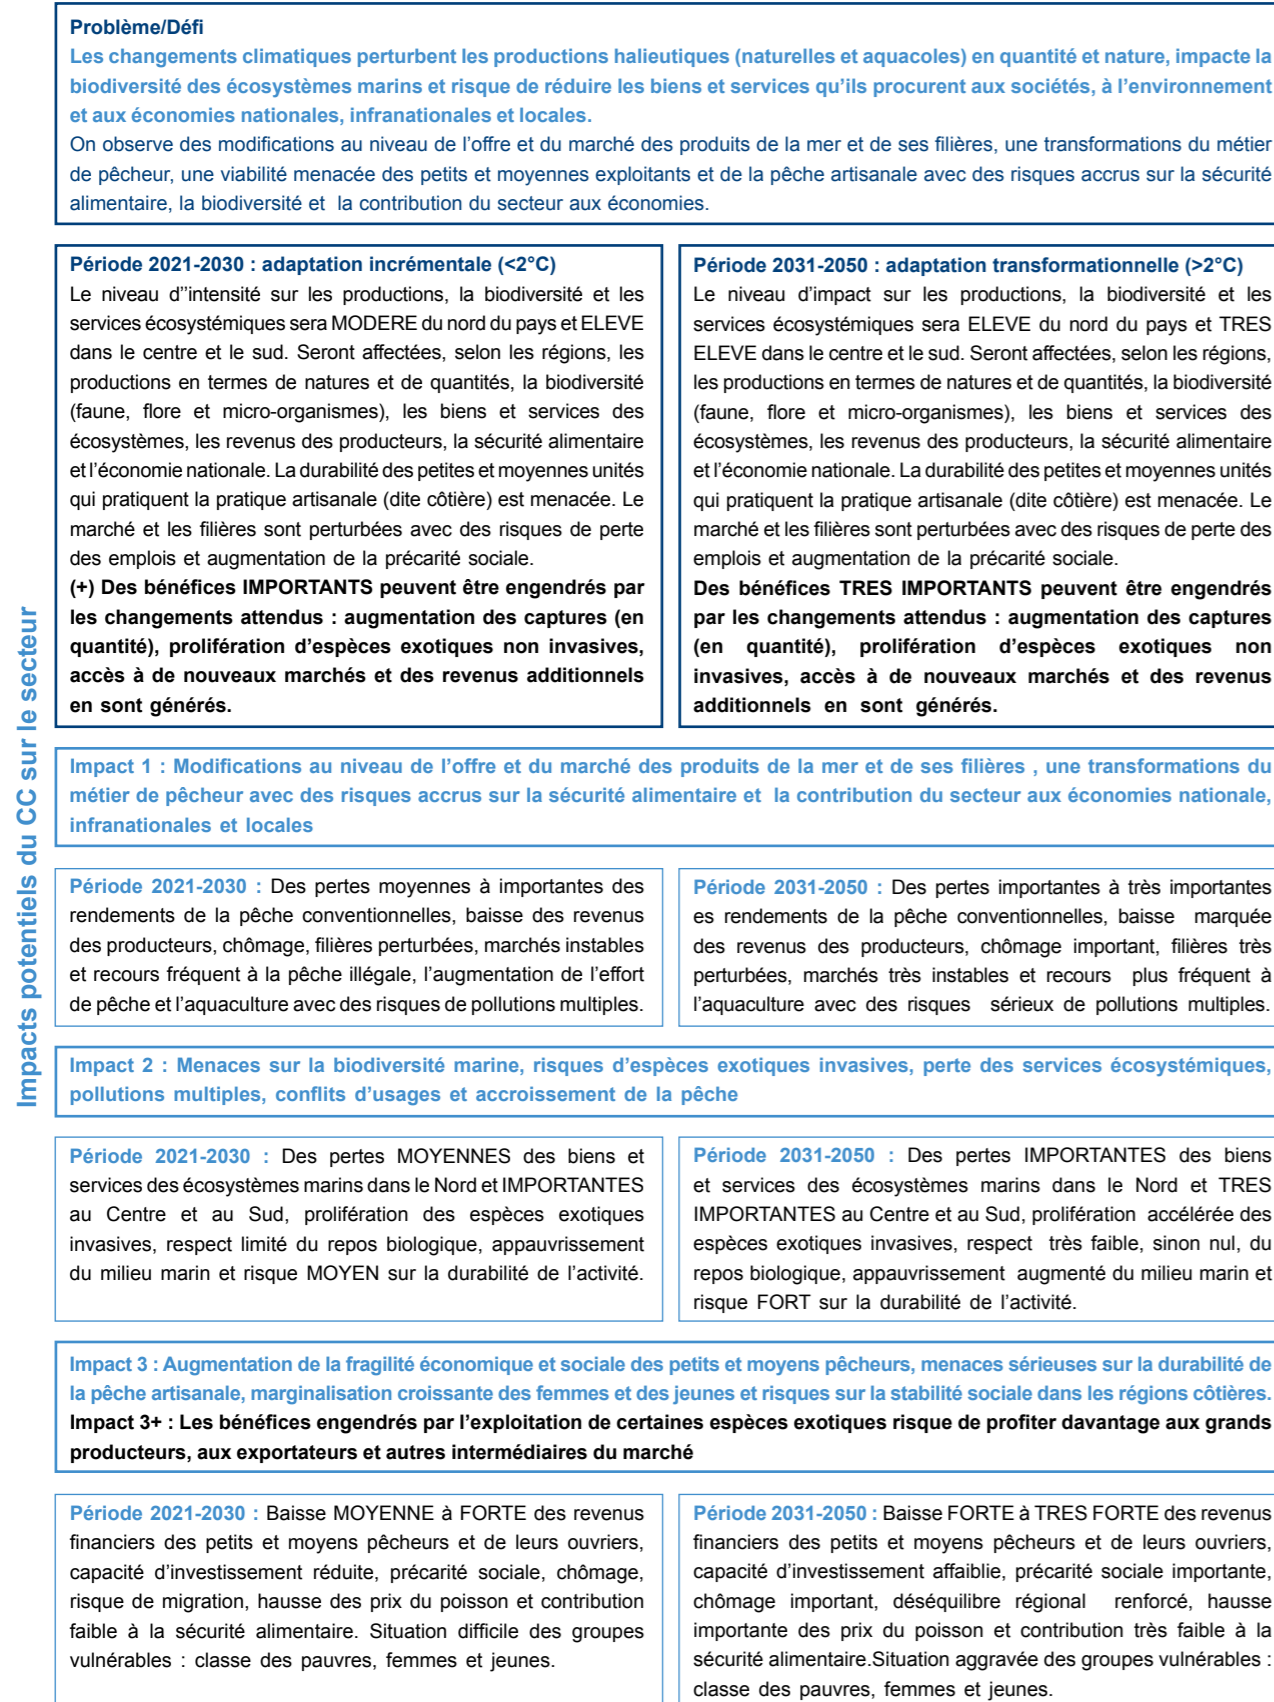 Impacts potentiels du CC sur le secteur
Problème/Défi
Les changements climatiques perturbent les productions halieutiques (naturelles et aquacoles) en quantité et nature, impacte la
biodiversité des écosystèmes marins et risque de réduire les biens et services qu'ils procurent aux sociétés, à l'environnement
et aux économies nationales, infranationales et locales.
On observe des modifications au niveau de l'offre et du marché des produits de la mer et de ses filières, une transformations du métier
de pêcheur, une viabilité menacée des petits et moyennes exploitants et de la pêche artisanale avec des risques accrus sur la sécurité
alimentaire, la biodiversité et la contribution du secteur aux économies.
Période 2021-2030 : adaptation incrémentale (<2°C)
Le niveau d''intensité sur les productions, la biodiversité et les
services écosystémiques sera MODERE du nord du pays et ELEVE
dans le centre et le sud. Seront affectées, selon les régions, les
productions en termes de natures et de quantités, la biodiversité
(faune, flore et micro-organismes), les biens et services des
écosystèmes, les revenus des producteurs, la sécurité alimentaire
et l'économie nationale. La durabilité des petites et moyennes unités
qui pratiquent la pratique artisanale (dite côtière) est menacée. Le
marché et les filières sont perturbées avec des risques de perte
des emplois et augmentation de la précarité sociale.
(+) Des bénéfices IMPORTANTS peuvent être engendrés par
les changements attendus : augmentation des captures (en
quantité), prolifération d'espèces exotiques non invasives,
accès à de nouveaux marchés et des revenus additionnels
en sont générés.
Période 2031-2050 : adaptation transformationnelle (>2°C)
Le niveau d'impact sur les productions, la biodiversité et les
services écosystémiques sera ELEVE du nord du pays et TRES
ELEVE dans le centre et le sud. Seront affectées, selon les régions,
les productions en termes de natures et de quantités, la biodiversité
(faune, flore et micro-organismes), les biens et services des
écosystèmes, les revenus des producteurs, la sécurité alimentaire
et l'économie nationale. La durabilité des petites et moyennes unités
qui pratiquent la pratique artisanale (dite côtière) est menacée. Le
marché et les filières sont perturbées avec des risques de perte des
emplois et augmentation de la précarité sociale.
Des bénéfices TRES IMPORTANTS peuvent être engendrés
par les changements attendus : augmentation des captures
(en quantité), prolifération d'espèces exotiques non
invasives, accès à de nouveaux marchés et des revenus
additionnels en sont générés.
Impact 1 : Modifications au niveau de l'offre et du marché des produits de la mer et de ses filières , une transformations du
métier de pêcheur avec des risques accrus sur la sécurité alimentaire et la contribution du secteur aux économies nationale,
infranationales et locales
Période 2021-2030 : Des pertes moyennes à importantes des
rendements de la pêche conventionnelles, baisse des revenus
des producteurs, chômage, filières perturbées, marchés instables
et recours fréquent à la pêche illégale, l'augmentation de l'effort
de pêche et l'aquaculture avec des risques de pollutions multiples.
Période 2031-2050 : Des pertes importantes à très importantes
es rendements de la pêche conventionnelles, baisse marquée
des revenus des producteurs, chômage important, filières très
perturbées, marchés très instables et recours plus fréquent à
l'aquaculture avec des risques sérieux de pollutions multiples.
Impact 2 : Menaces sur la biodiversité marine, risques d'espèces exotiques invasives, perte des services écosystémiques,
pollutions multiples, conflits d'usages et accroissement de la pêche
Période 2021-2030 : Des pertes MOYENNES des biens et
services des écosystèmes marins dans le Nord et IMPORTANTES
au Centre et au Sud, prolifération des espèces exotiques
invasives, respect limité du repos biologique, appauvrissement
du milieu marin et risque MOYEN sur la durabilité de l'activité.
Période 2031-2050 : Des pertes IMPORTANTES des biens
et services des écosystèmes marins dans le Nord et TRES
IMPORTANTES au Centre et au Sud, prolifération accélérée des
espèces exotiques invasives, respect très faible, sinon nul, du
repos biologique, appauvrissement augmenté du milieu marin et
risque FORT sur la durabilité de l'activité.
Impact 3 : Augmentation de la fragilité économique et sociale des petits et moyens pêcheurs, menaces sérieuses sur la durabilité de
la pêche artisanale, marginalisation croissante des femmes et des jeunes et risques sur la stabilité sociale dans les régions côtières.
Impact 3+ : Les bénéfices engendrés par l'exploitation de certaines espèces exotiques risque de profiter davantage aux grands
producteurs, aux exportateurs et autres intermédiaires du marché
Période 2021-2030 : Baisse MOYENNE à FORTE des revenus
financiers des petits et moyens pêcheurs et de leurs ouvriers,
capacité d'investissement réduite, précarité sociale, chômage,
risque de migration, hausse des prix du poisson et contribution
faible à la sécurité alimentaire. Situation difficile des groupes
vulnérables : classe des pauvres, femmes et jeunes.
Période 2031-2050 : Baisse FORTE à TRES FORTE des revenus
financiers des petits et moyens pêcheurs et de leurs ouvriers,
capacité d'investissement affaiblie, précarité sociale importante,
chômage important, déséquilibre régional renforcé, hausse
importante des prix du poisson et contribution très faible à la
sécurité alimentaire.Situation aggravée des groupes vulnérables :
classe des pauvres, femmes et jeunes.